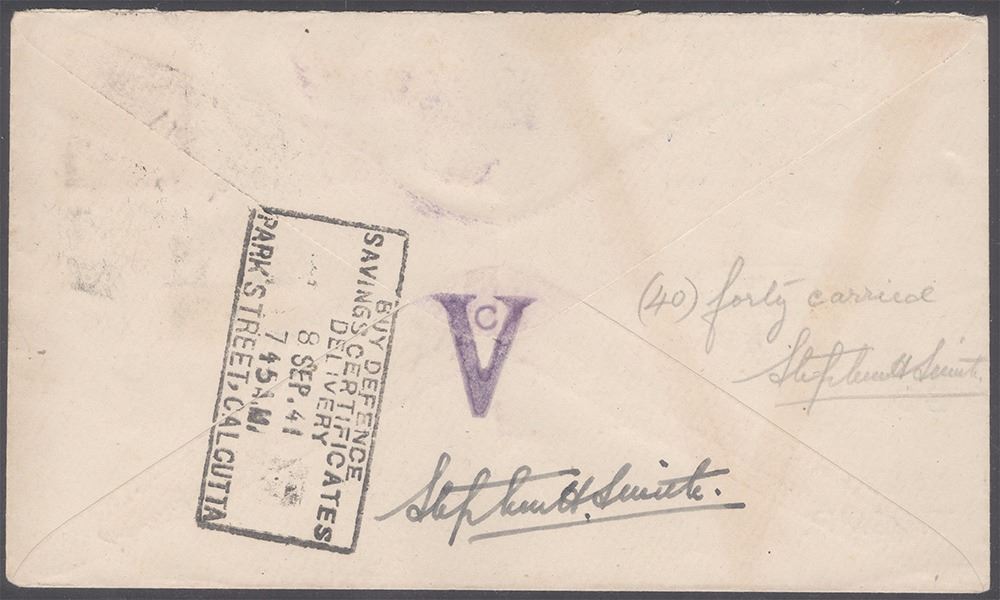 BUY DEFENCE
SAVINGS CERTIFICATES
DELIVERY
8 SEP. 41
7 45 A.M.
PARK STREET, CALCUTTA
V
C
(40) forty carried
Stephen H. Smith
Stephen H. Smith.